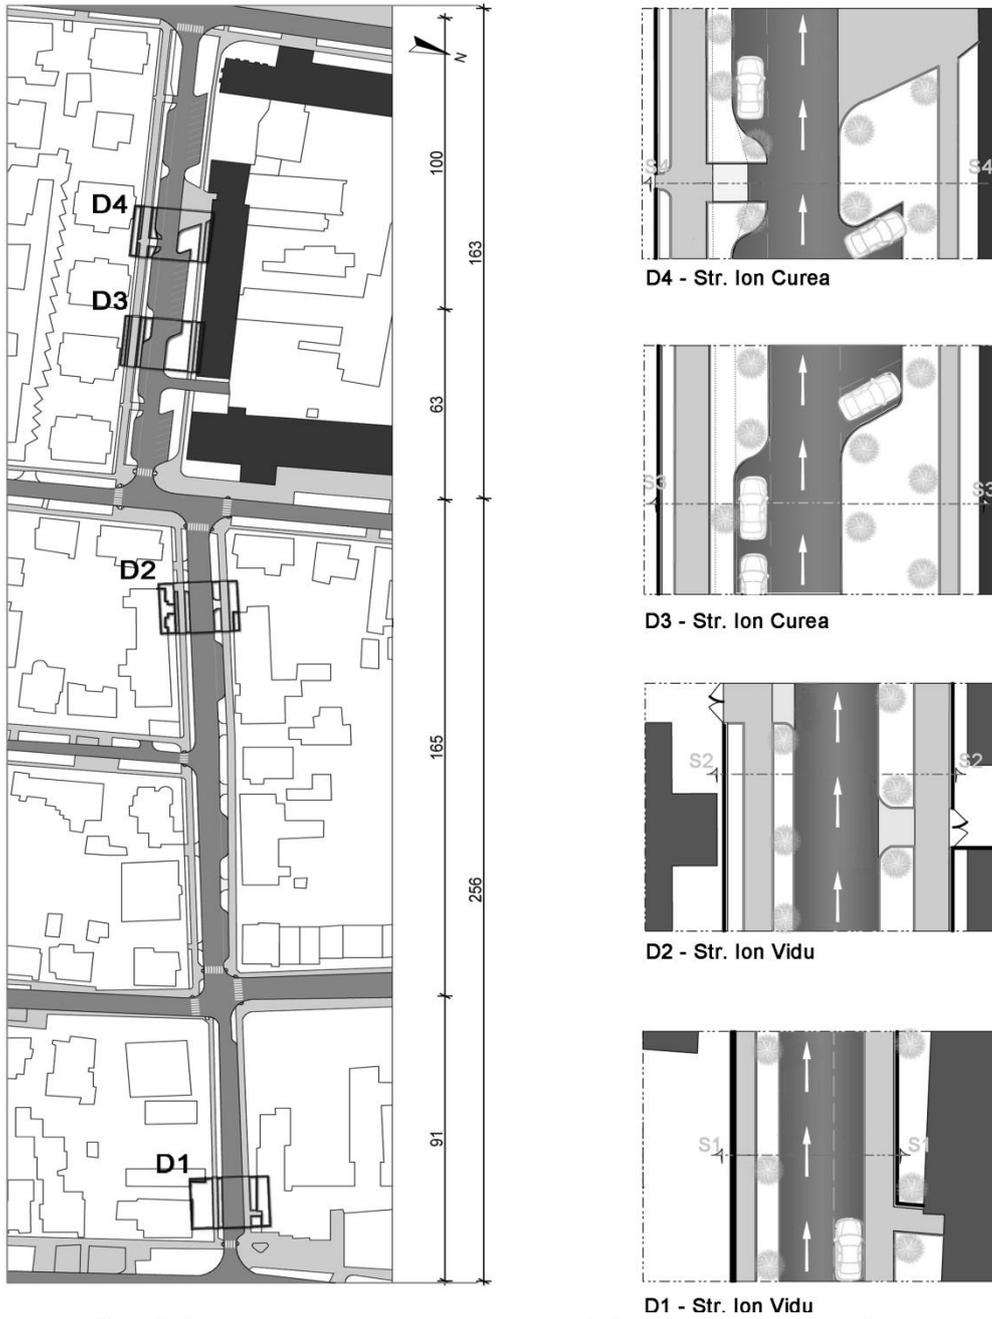 N
100
163
D4
D3
63
D2
165
256
91
D1
S4 S4
D4 - Str. Ion Curea
S3 S3
D3 - Str. Ion Curea
S2 S2
D2 - Str. Ion Vidu
S1 S1
D1 - Str. Ion Vidu